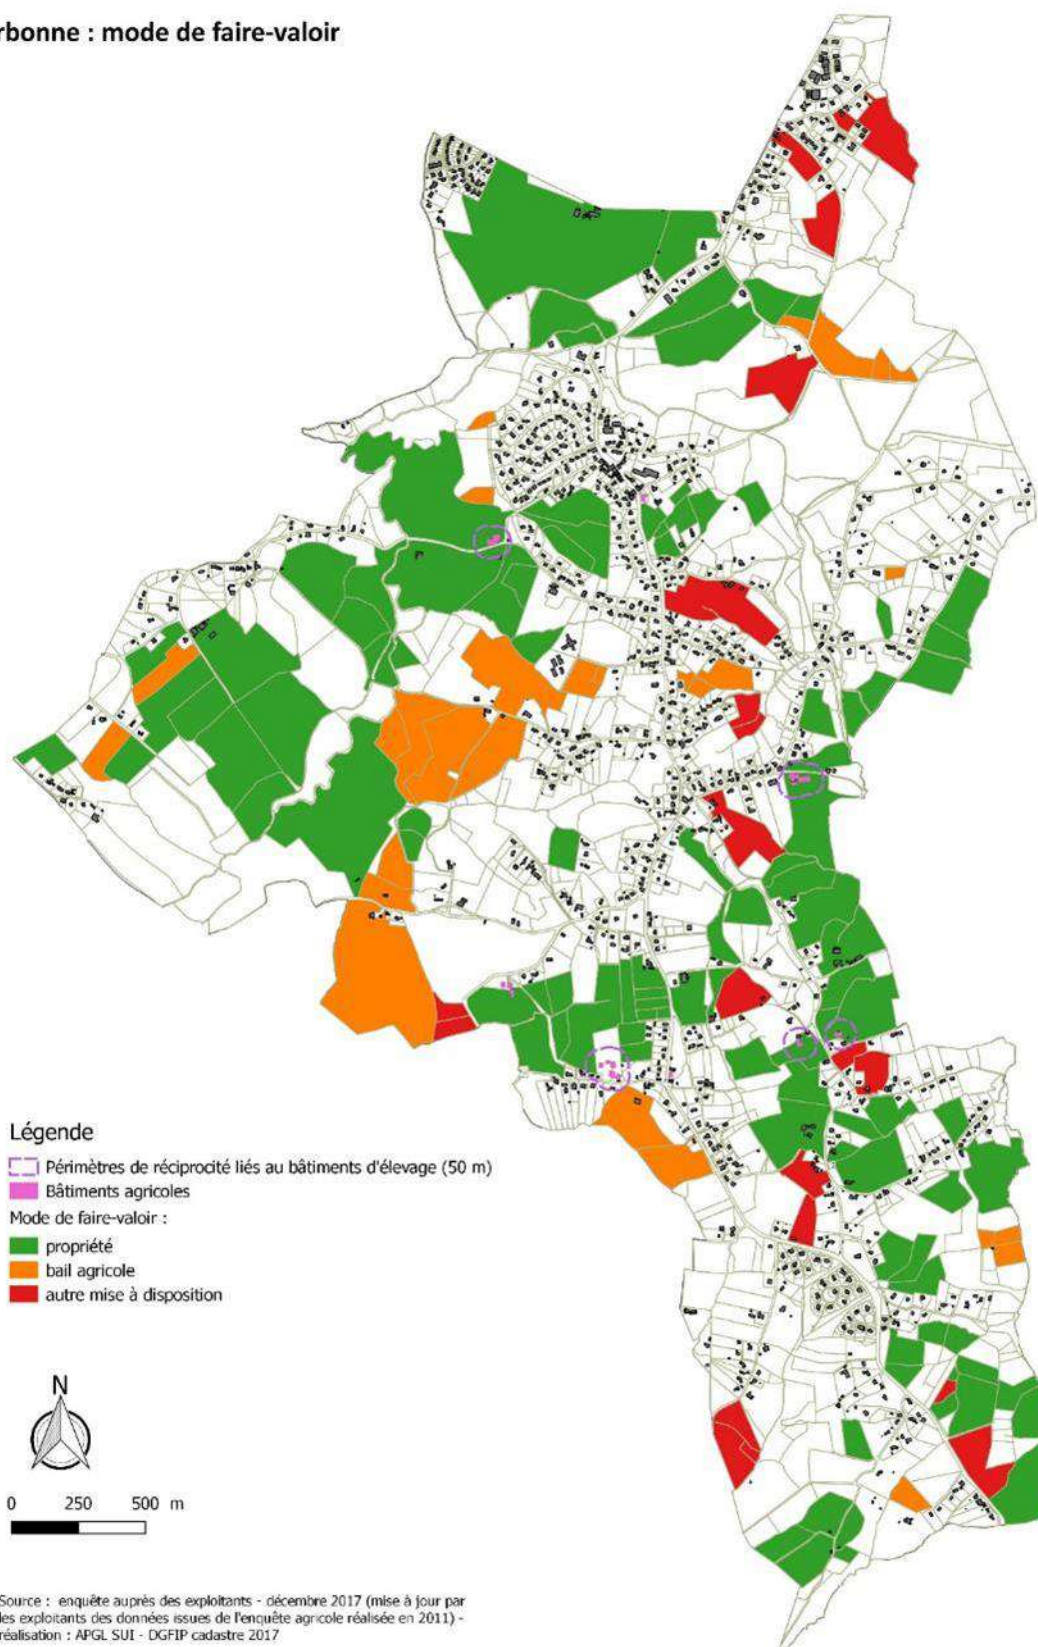 rbonne : mode de faire-valoir
Légende
Périmètres de réciprocité liés au bâtiments d'élevage (50 m)
Bâtiments agricoles
Mode de faire-valoir :
propriété
bail agricole
autre mise à disposition
N
0 250 500 m
Source : enquête auprès des exploitants - décembre 2017 (mise à jour par
les exploitants des données issues de l'enquête agricole réalisée en 2011) -
réalisation : APGL SUI - DGFIP cadastre 2017